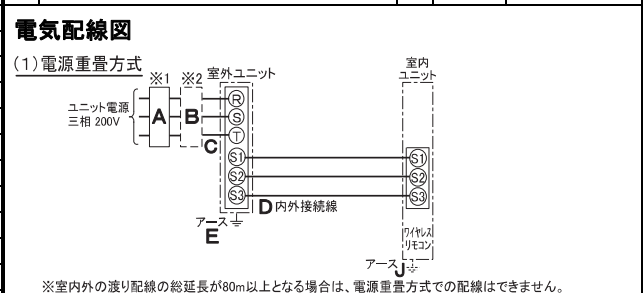 電気配線図
(1)電源重畳方式
※1 ※2 室外ユニット 室内
ユニット
ユニット電源
三相 200V
A B
R
S
T
C
S1 S1
S2 S2
S3 S3
D 内外接続線
アース
E
ワイヤレス
リモコン
アース J
※室内外の渡り配線の総延長が80m以上となる場合は、電源重畳方式での配線はできません。